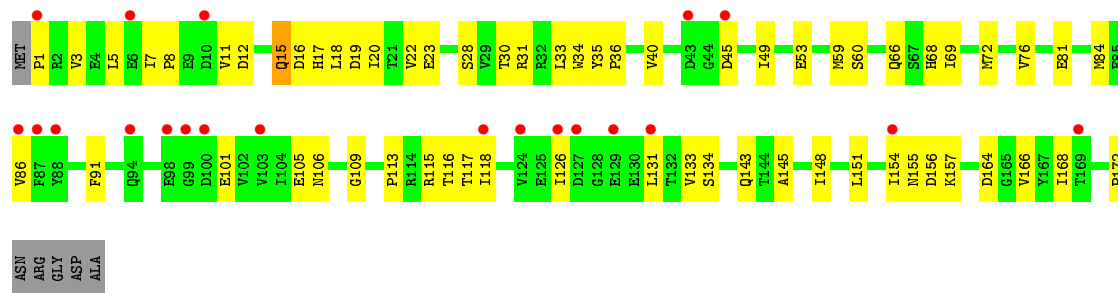 MET P1 R2 V3 E4 L5 E6 I7 P8 E9 D10 V11 D12 Q15 D16 H17 L18 D19 I20 T21 V22 E23 S28 V29 T30 R31 R32 L33 W34 Y35 P36 V40 D43 G44 D45 I49 E53 M59 S60 Q66 S67 H68 I69 M72 V76 E81 M84 E85
V86 F87 Y88 F91 Q94 E98 G99 D100 E101 V102 V103 I104 E105 N106 G109 P113 R114 R115 T116 T117 I118 V124 E125 I126 D127 G128 E129 E130 L131 T132 V133 S134 Q143 T144 A145 I148 L151 I154 N155 D156 K157 D164 G165 V166 Y167 I168 T169 P172
ASN ARG GLY ASP ALA